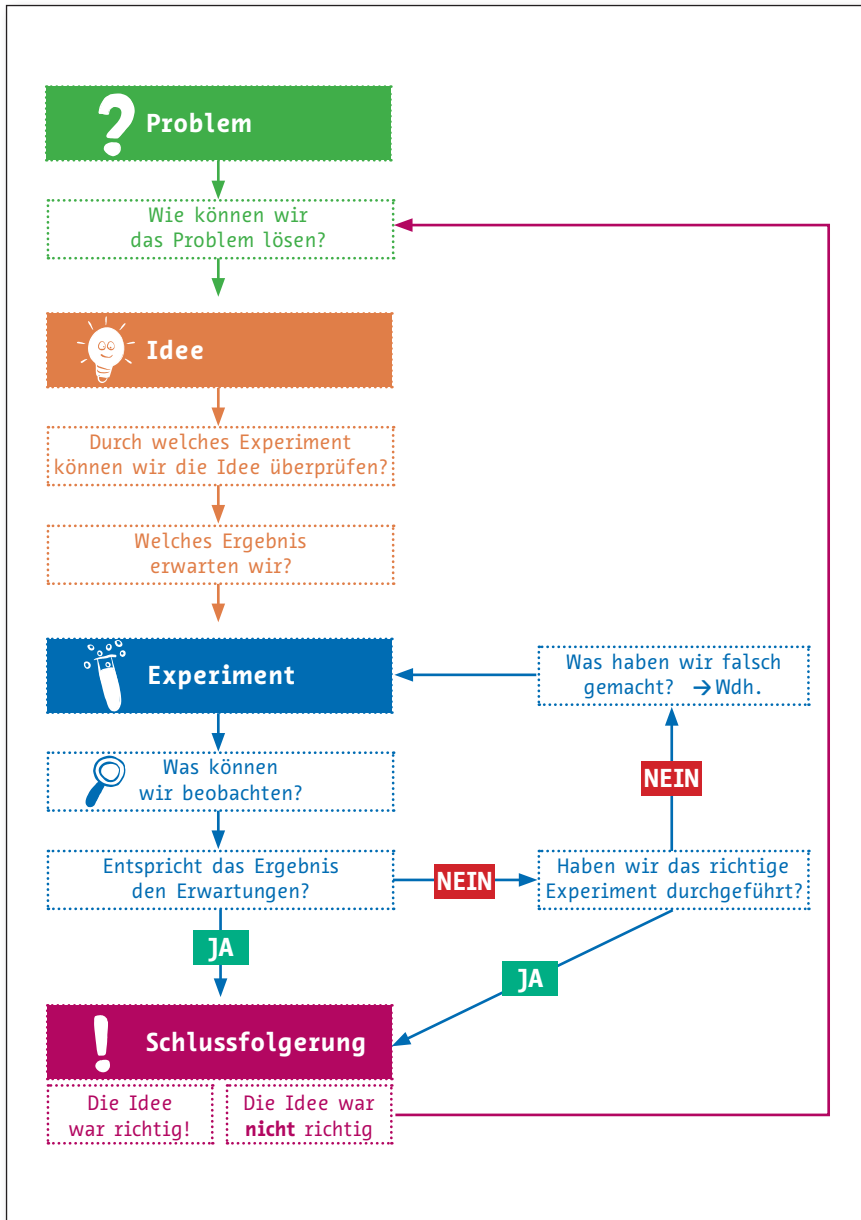 Problem
Wie können wir
das Problem lösen?
Idee
Durch welches Experiment
können wir die Idee überprüfen?
Welches Ergebnis
erwarten wir?
Experiment
Was haben wir falsch
gemacht? → Wdh.
Was können
wir beobachten?
NEIN
Entspricht das Ergebnis
den Erwartungen?
NEIN
Haben wir das richtige
Experiment durchgeführt?
JA
JA
Schlussfolgerung
Die Idee
war richtig!
Die Idee war
nicht richtig